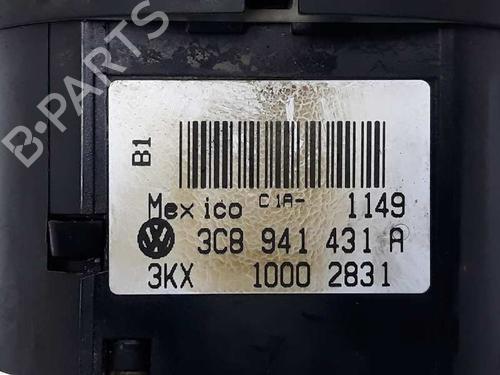 B-PARTS
B1
Mexico C1A- 1149
3C8 941 431 A
3KX 1000 2831